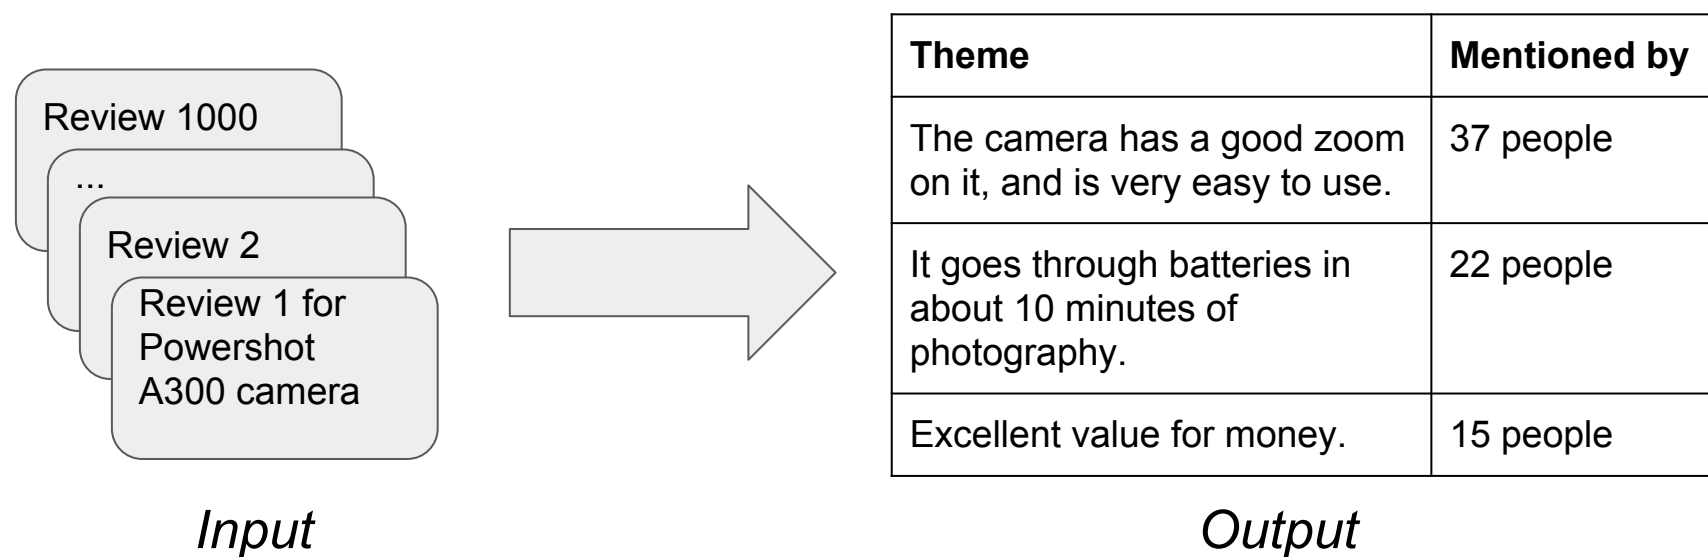 Review 1000
...
Review 2
Review 1 for
Powershot
A300 camera
Input
Theme Mentioned by
The camera has a good zoom 37 people
on it, and is very easy to use.
It goes through batteries in 22 people
about 10 minutes of
photography.
Excellent value for money. 15 people
Output